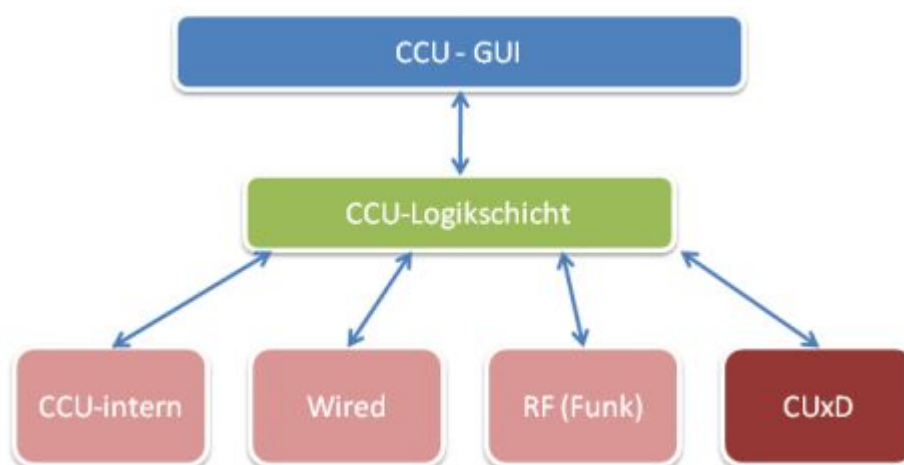 CCU - GUI
CCU-Logikschicht
CCU-intern
Wired
RF (Funk)
CUxD